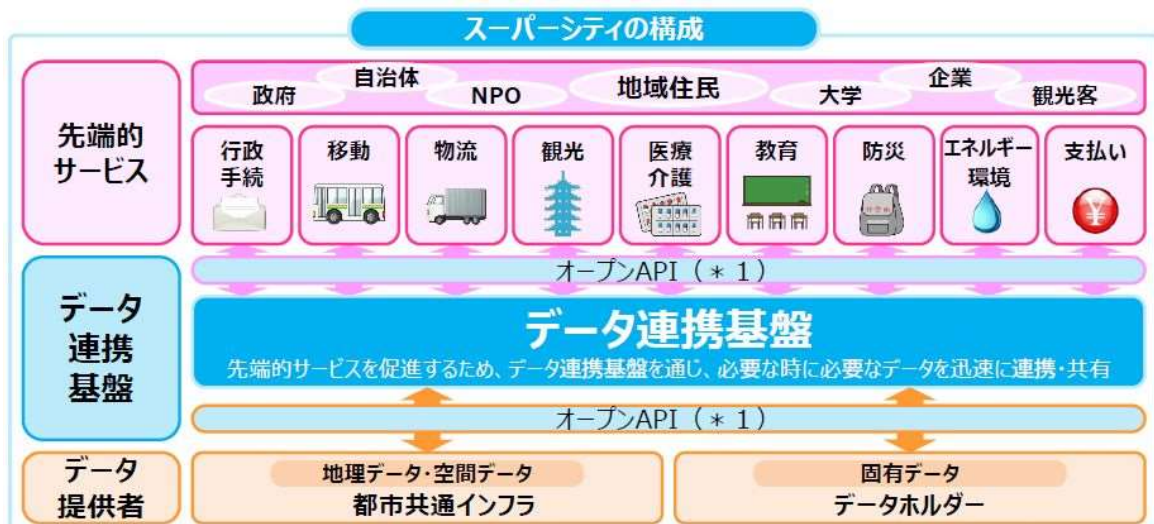 スーパーシティの構成
先端的
サービス
政府
自治体
NPO
地域住民
大学
企業
観光客
行政
手続
移動
物流
観光
医療
介護
教育
防災
エネルギー
環境
支払い
¥
オープンAPI（＊1）
データ
連携
基盤
データ連携基盤
先端的サービスを促進するため、データ連携基盤を通じ、必要な時に必要なデータを迅速に連携・共有
オープンAPI（＊1）
データ
提供者
地理データ・空間データ
都市共通インフラ
固有データ
データホルダー